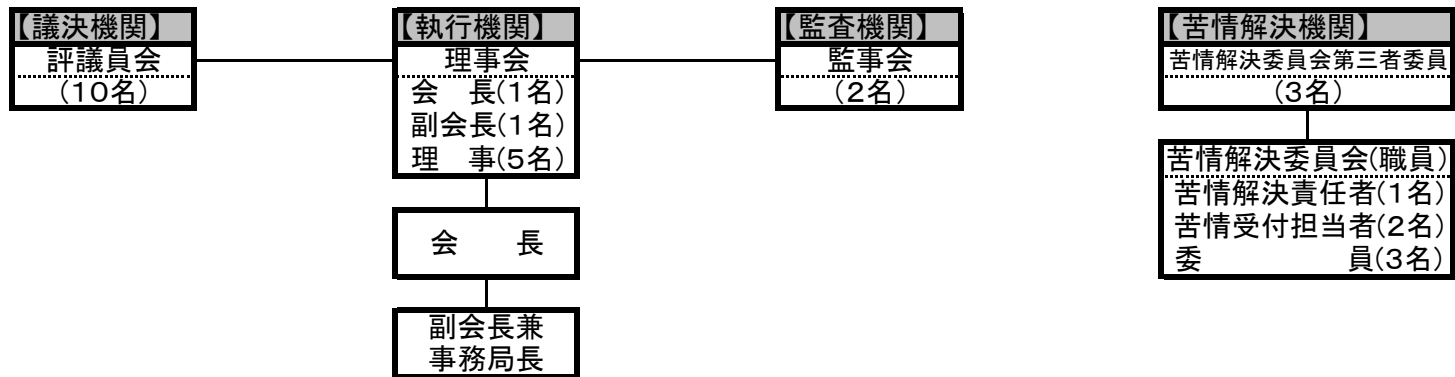 【議決機関】
評議員会
（10名）
【執行機関】
理事会
会　長(1名)
副会長(1名)
理　事(5名)
会　　長
副会長兼
事務局長
【監査機関】
監事会
（2名）
【苦情解決機関】
苦情解決委員会第三者委員
（3名）
苦情解決委員会(職員)
苦情解決責任者(1名)
苦情受付担当者(2名)
委　　　　　員(3名)